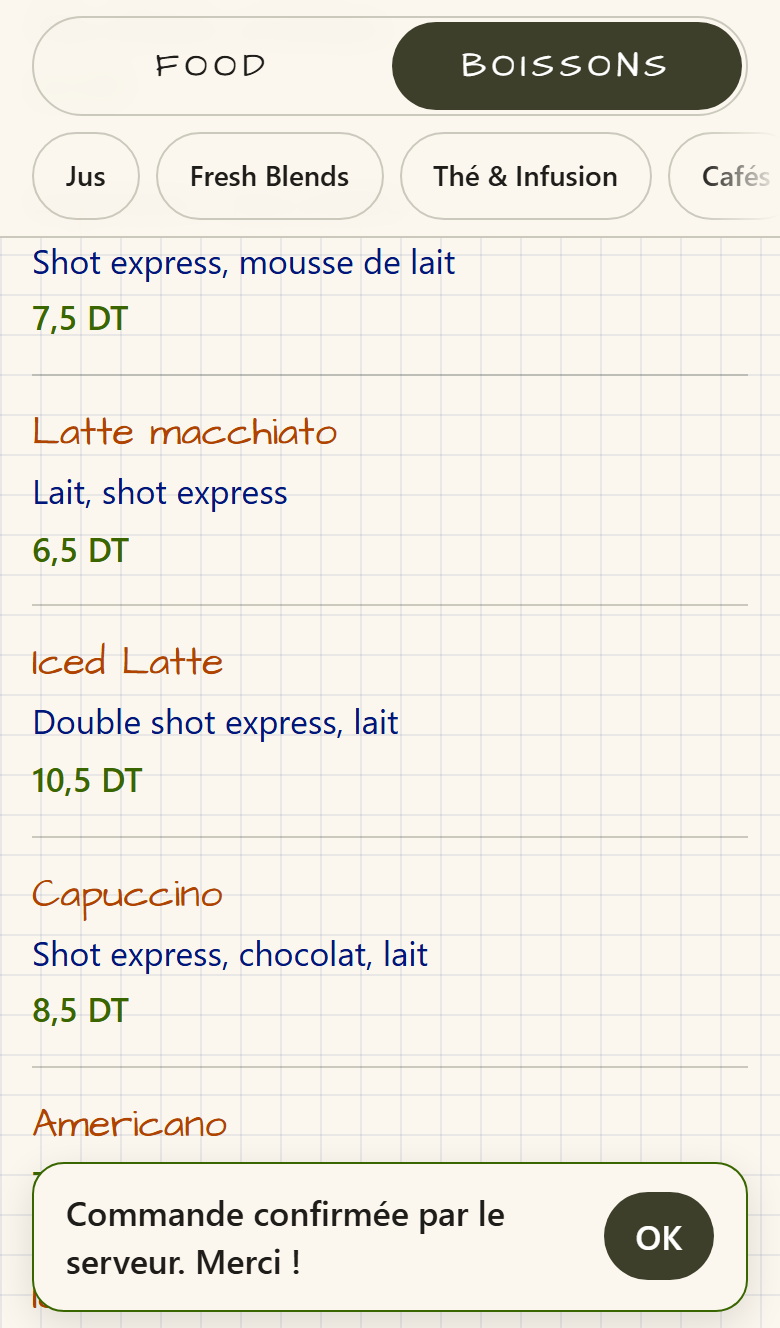 FOOD
BOISSONS
Jus
Fresh Blends
Thé & Infusion
Cafés
Shot express, mousse de lait
7,5 DT
Latte macchiato
Lait, shot express
6,5 DT
Iced Latte
Double shot express, lait
10,5 DT
Capuccino
Shot express, chocolat, lait
8,5 DT
Americano
Commande confirmée par le
serveur. Merci !
OK